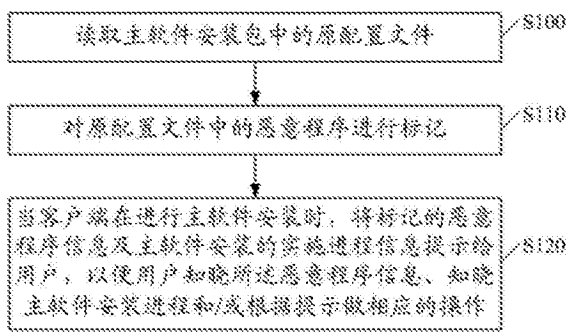 读取主软件安装包中的原配置文件
S100
对原配置文件中的恶意程序进行标记
S110
当客户端在进行主软件安装时，将标记的恶意
程序信息及主软件安装的实施进程信息提示给
用户，以便用户知晓所述恶意程序信息、知晓
主软件安装进程和/或根据提示做相应的操作
S120